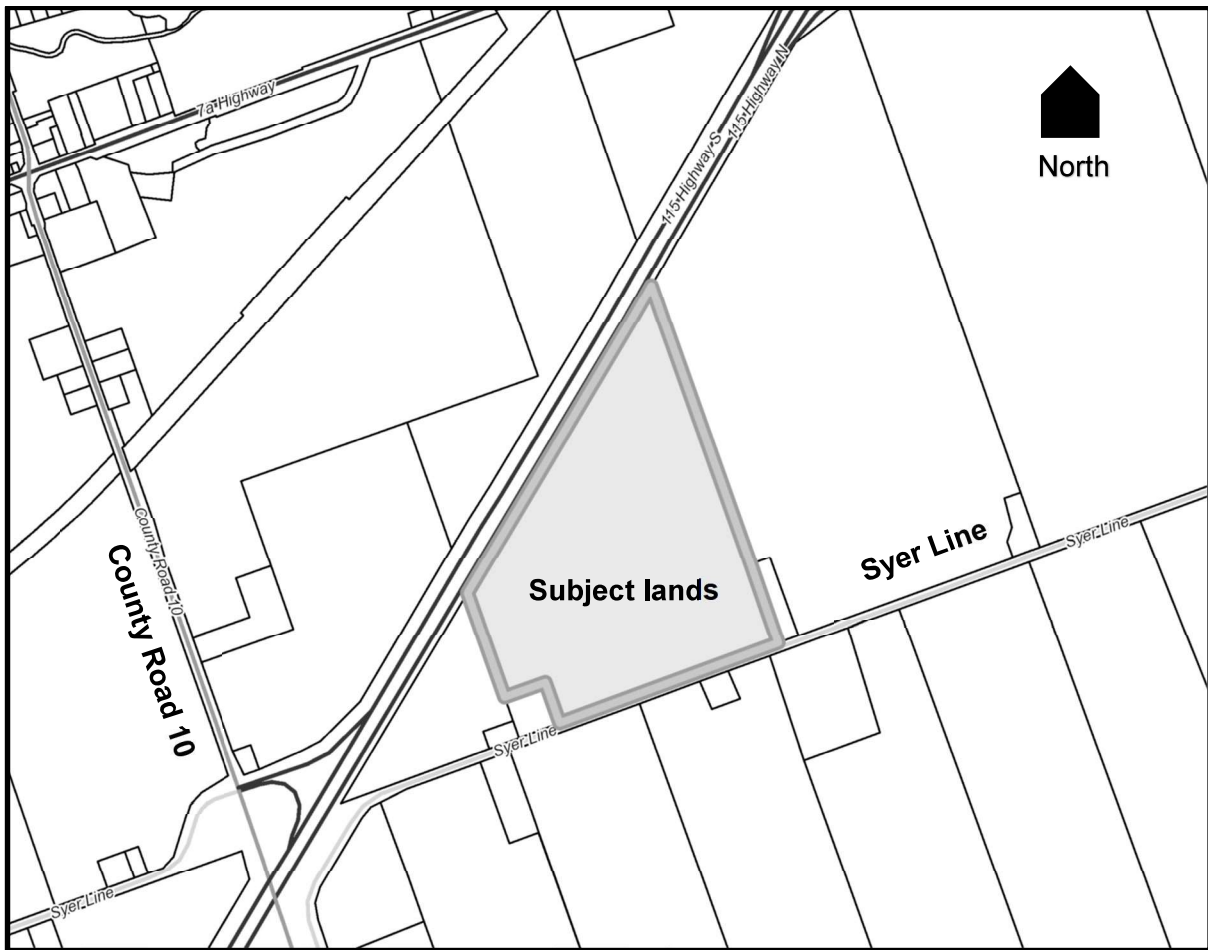 7a Highway
115 Highway S
115 Highway N
North
County Road 10
County Road 10
Subject lands
Syer Line
Syer Line
Syer Line
Syer Line